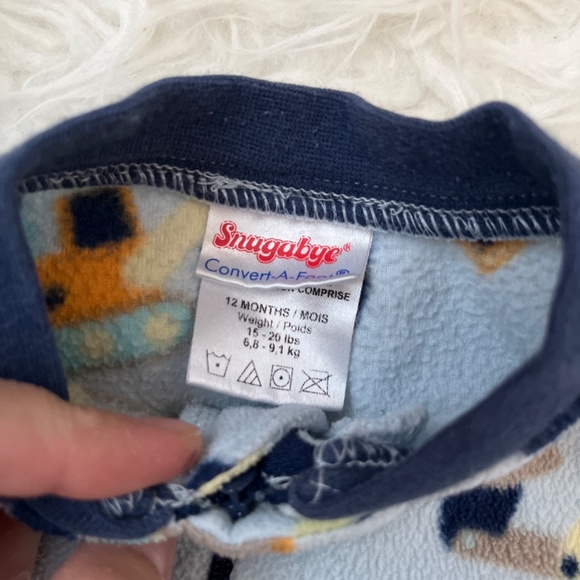 Snugabye®
Convert-A-Foot®
COMPRISE
12 MONTHS / MOIS
Weight / Poids
15 - 20 lbs
6,8 - 9,1 kg